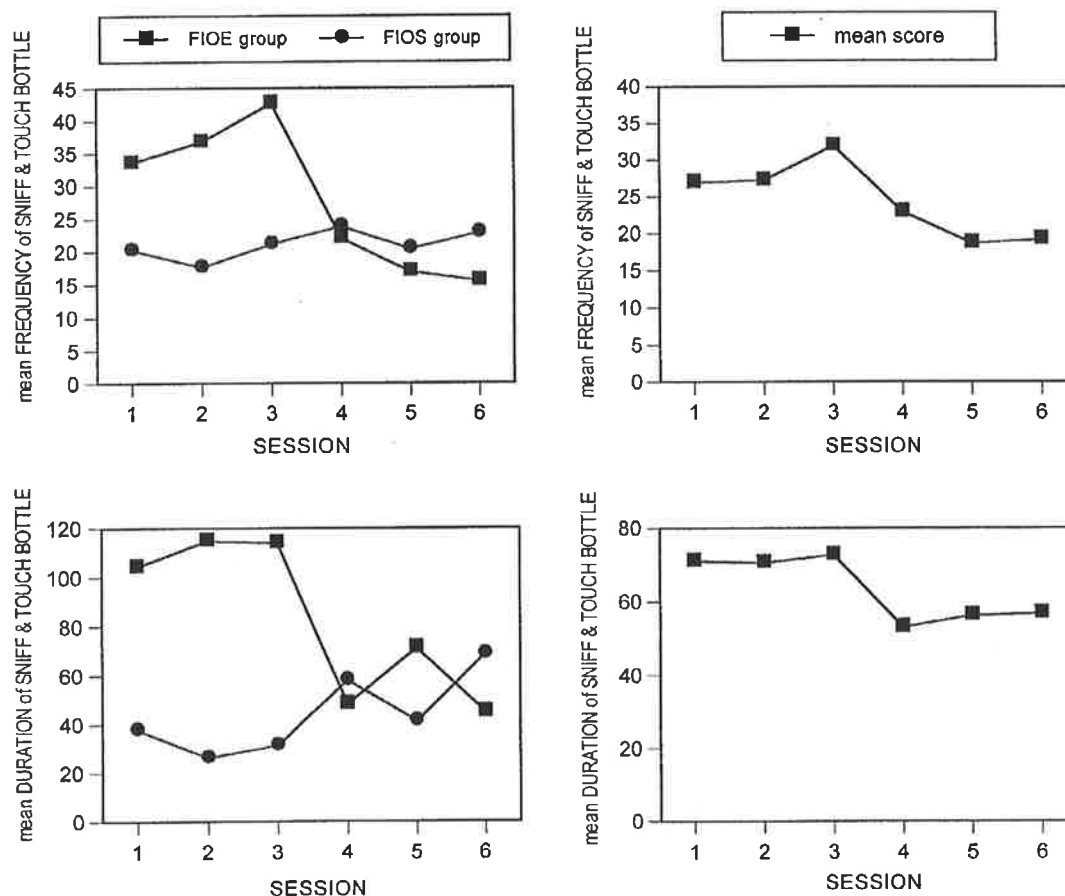 FIOE group FIOS group
mean score
mean FREQUENCY of SNIFF & TOUCH BOTTLE
45
40
35
30
25
20
15
10
5
0
1 2 3 4 5 6
SESSION
mean FREQUENCY of SNIFF & TOUCH BOTTLE
40
35
30
25
20
15
10
5
0
1 2 3 4 5 6
SESSION
mean DURATION of SNIFF & TOUCH BOTTLE
120
100
80
60
40
20
0
1 2 3 4 5 6
SESSION
mean DURATION of SNIFF & TOUCH BOTTLE
80
60
40
20
0
1 2 3 4 5 6
SESSION